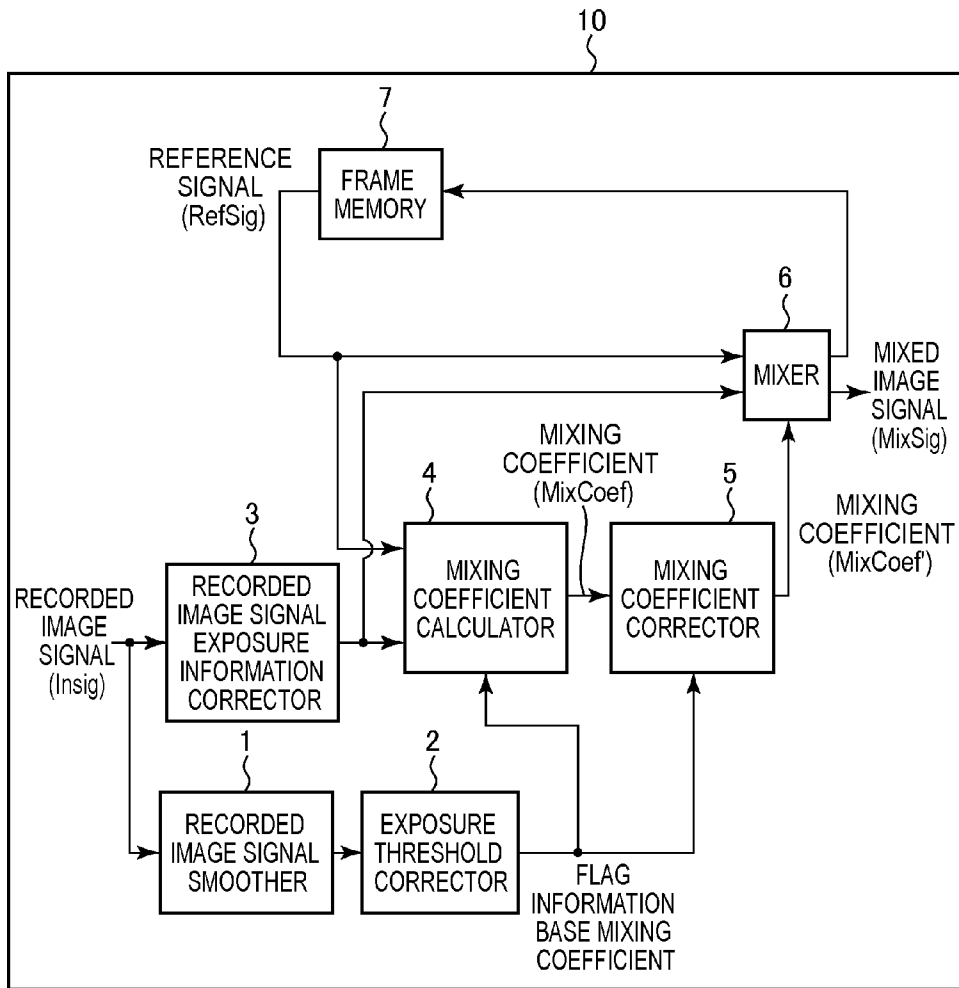 10
7
REFERENCE
SIGNAL
(RefSig)
FRAME
MEMORY
6
MIXER
MIXED
IMAGE
SIGNAL
(MixSig)
MIXING
COEFFICIENT
(MixCoef)
4
5
MIXING
COEFFICIENT
(MixCoef')
3
RECORDED
IMAGE
SIGNAL
(Insig)
RECORDED
IMAGE SIGNAL
EXPOSURE
INFORMATION
CORRECTOR
MIXING
COEFFICIENT
CALCULATOR
MIXING
COEFFICIENT
CORRECTOR
1
2
RECORDED
IMAGE SIGNAL
SMOOTHER
EXPOSURE
THRESHOLD
CORRECTOR
FLAG
INFORMATION
BASE MIXING
COEFFICIENT